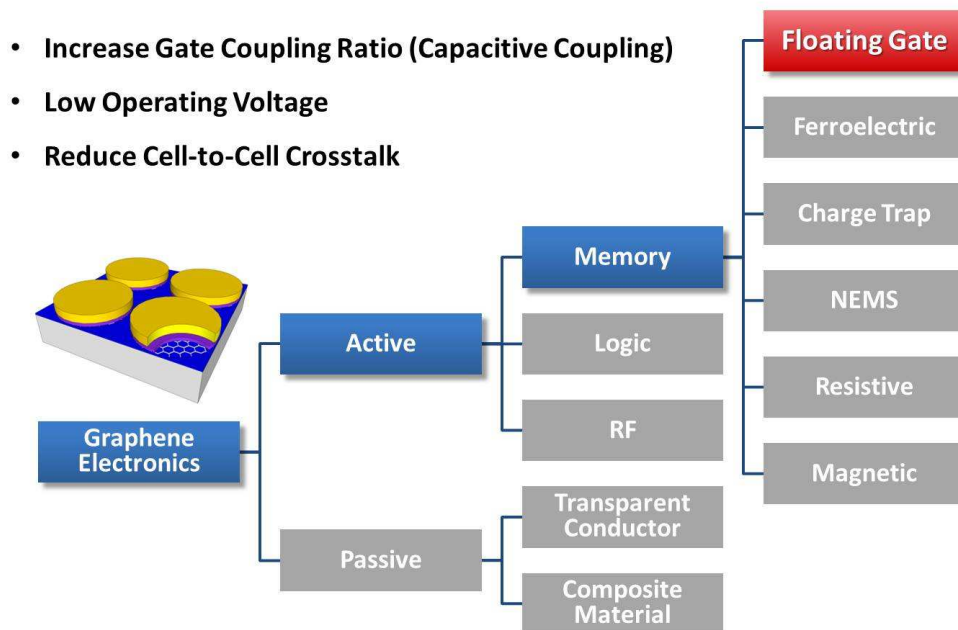 • Increase Gate Coupling Ratio (Capacitive Coupling)
• Low Operating Voltage
• Reduce Cell-to-Cell Crosstalk
Floating Gate
Ferroelectric
Charge Trap
Memory
NEMS
Active
Logic
Resistive
Graphene
Electronics
RF
Magnetic
Transparent
Conductor
Passive
Composite
Material